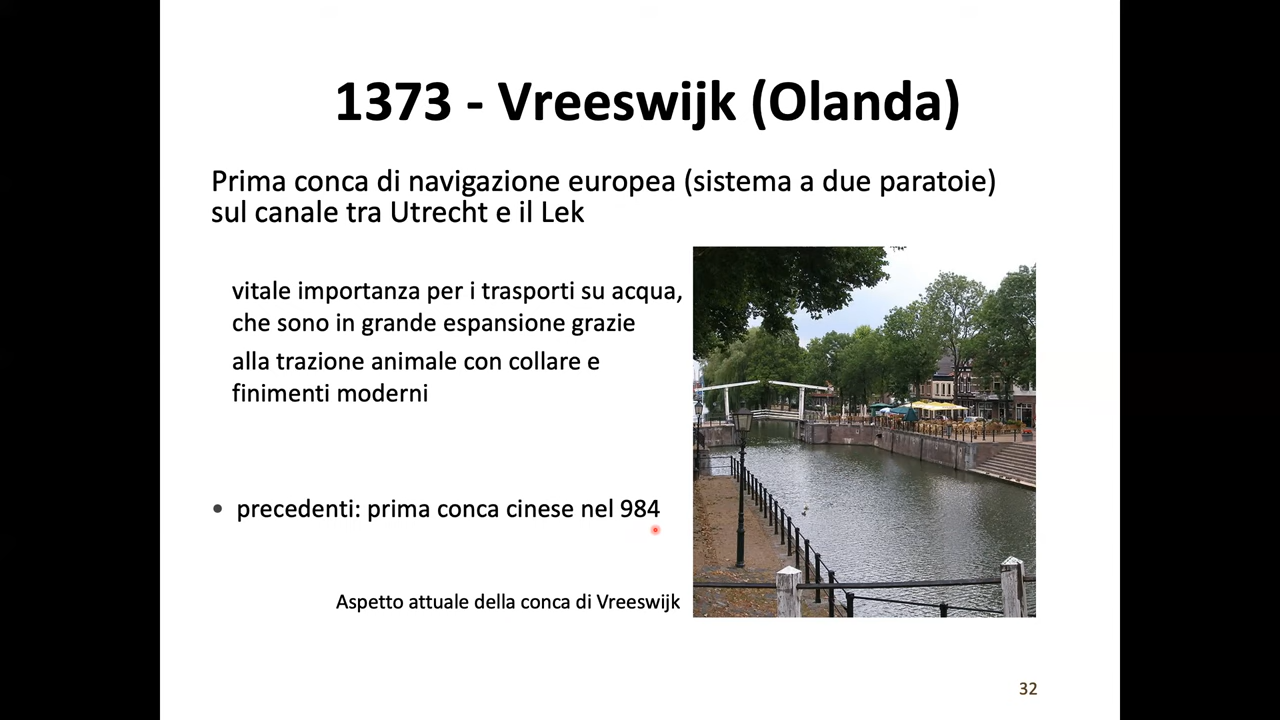 1373 - Vreeswijk (Olanda)
Prima conca di navigazione europea (sistema a due paratoie)
sul canale tra Utrecht e il Lek
vitale importanza per i trasporti su acqua,
che sono in grande espansione grazie
alla trazione animale con collare e
finimenti moderni
• precedenti: prima conca cinese nel 984
Aspetto attuale della conca di Vreeswijk
32